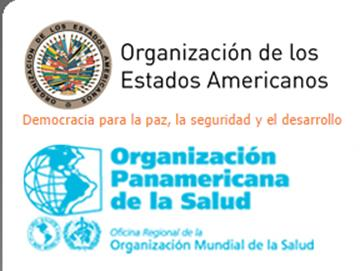 Organización de los
Estados Americanos
Democracia para la paz, la seguridad y el desarrollo
Organización
Panamericana
de la Salud
Oficina Regional de la
Organización Mundial de la Salud